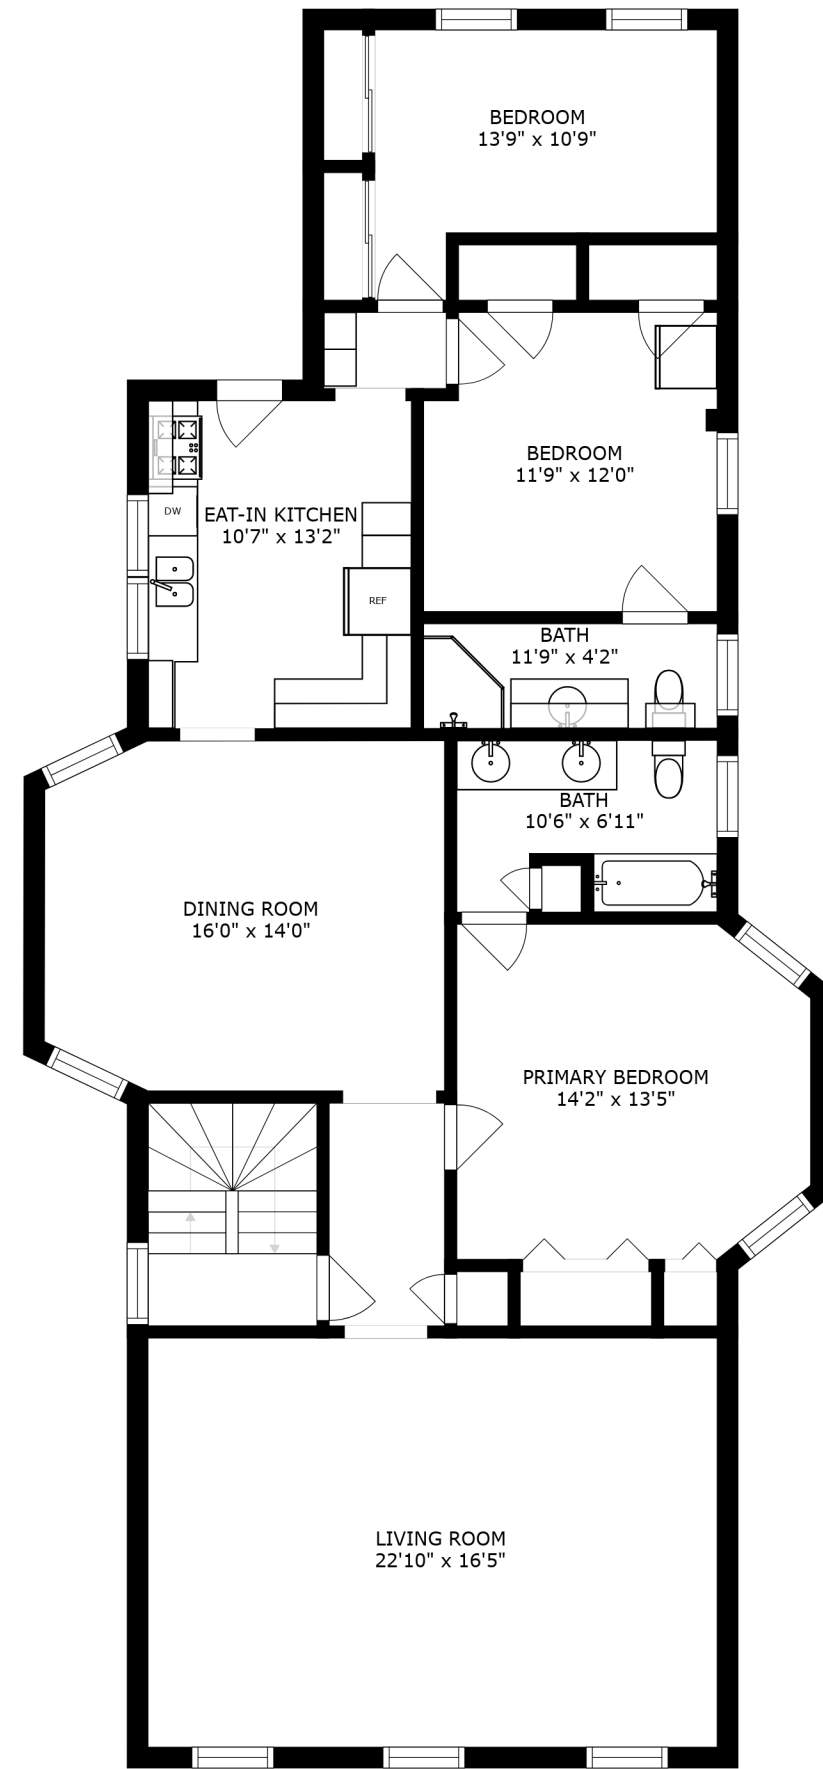 BEDROOM
13'9" x 10'9"
BEDROOM
11'9" x 12'0"
DW
EAT-IN KITCHEN
10'7" x 13'2"
REF
BATH
11'9" x 4'2"
BATH
10'6" x 6'11"
DINING ROOM
16'0" x 14'0"
PRIMARY BEDROOM
14'2" x 13'5"
LIVING ROOM
22'10" x 16'5"